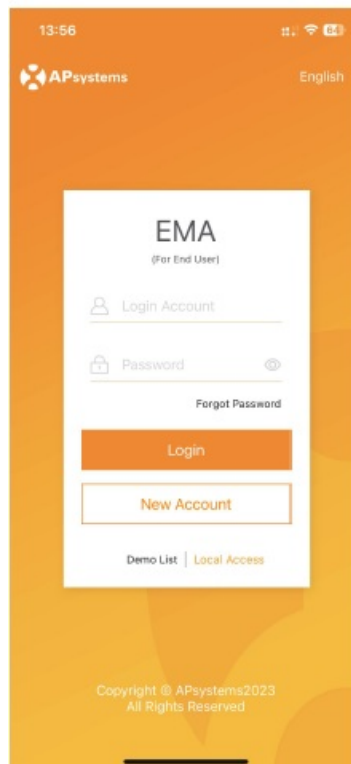 13:56
64
APsystems
English
EMA
(For End User)
Login Account
Password
Forgot Password
Login
New Account
Demo List | Local Access
Copyright © APsystems2023
All Rights Reserved